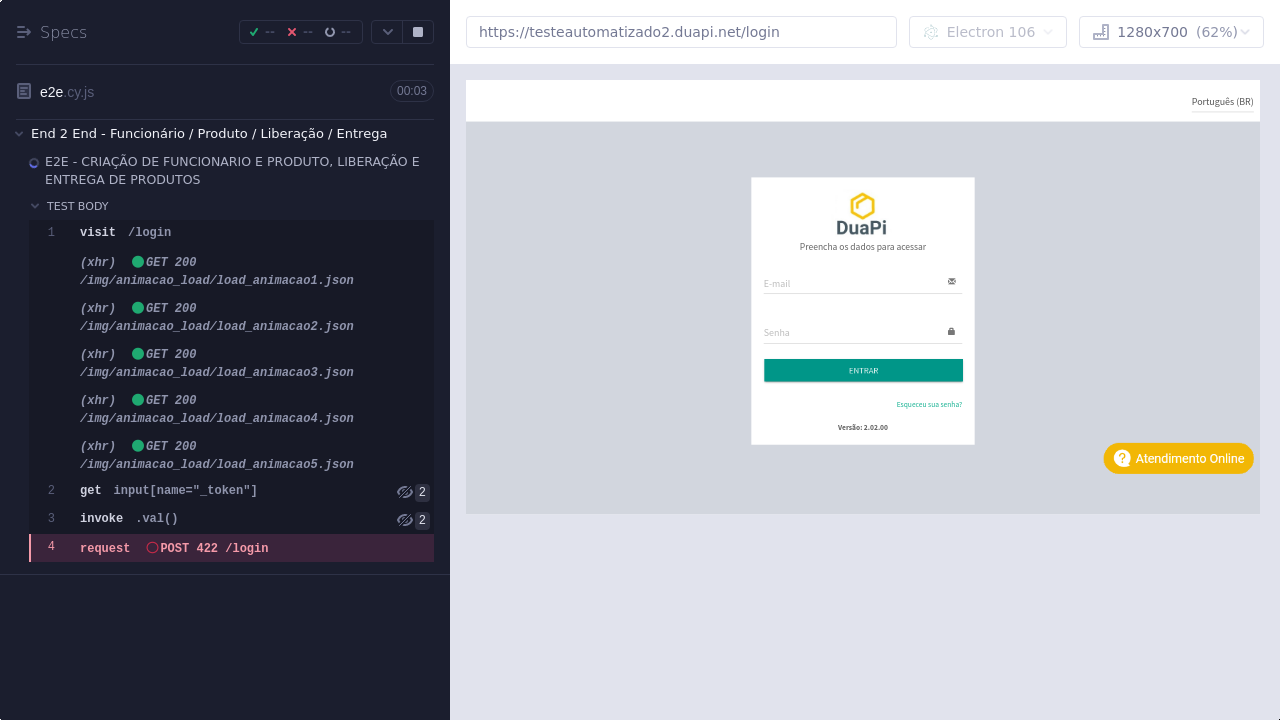 Specs
--
--
--
e2e.cy.js
00:03
End 2 End - Funcionário / Produto / Liberação / Entrega
E2E - CRIAÇÃO DE FUNCIONARIO E PRODUTO, LIBERAÇÃO E
ENTREGA DE PRODUTOS
TEST BODY
1 visit /login
(xhr) GET 200
/img/animacao_load/load_animacao1.json
(xhr) GET 200
/img/animacao_load/load_animacao2.json
(xhr) GET 200
/img/animacao_load/load_animacao3.json
(xhr) GET 200
/img/animacao_load/load_animacao4.json
(xhr) GET 200
/img/animacao_load/load_animacao5.json
2 get input[name="_token"] 2
3 invoke .val() 2
4 request POST 422 /login
https://testeautomatizado2.duapi.net/login
Electron 106
1280x700 (62%)
Português (BR)
DuaPi
Preencha os dados para acessar
E-mail
Senha
ENTRAR
Esqueceu sua senha?
Versão: 2.02.00
Atendimento Online